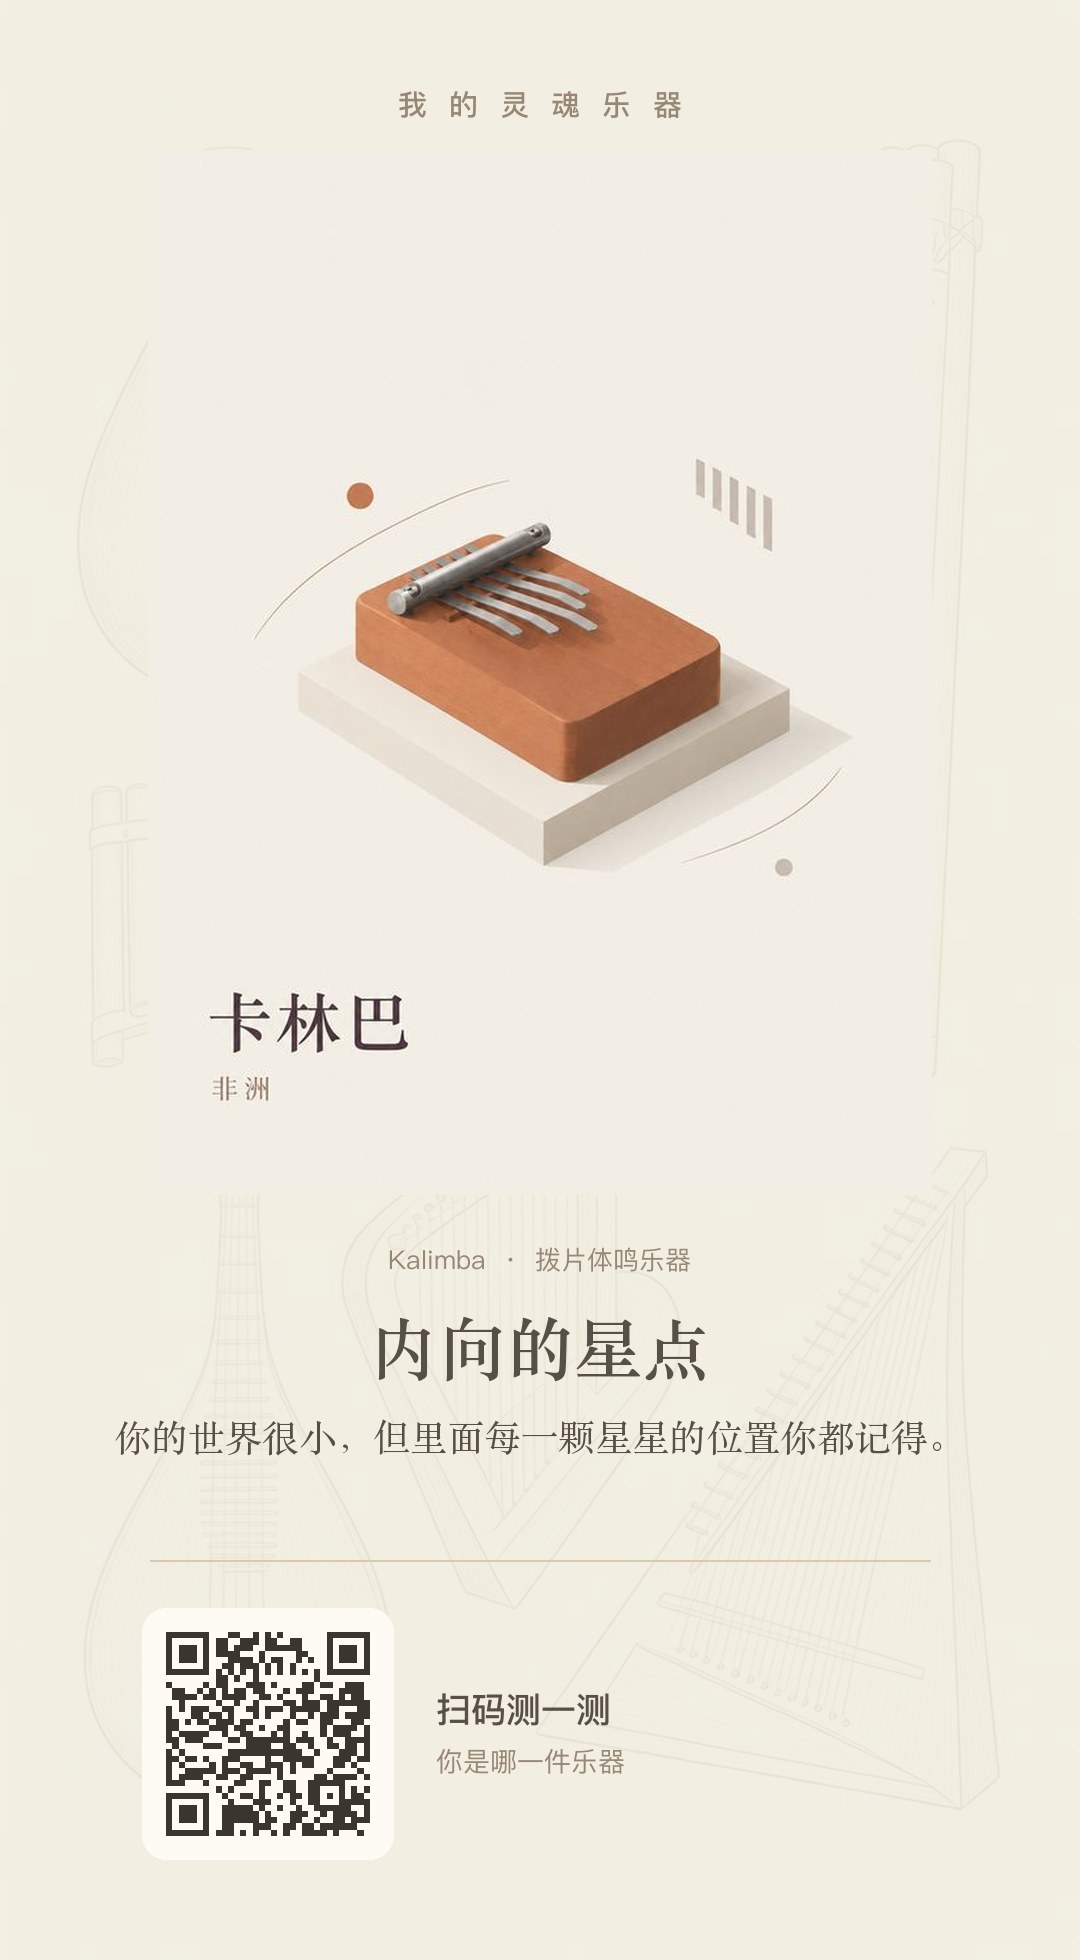 我的灵魂乐器
卡林巴
非洲
Kalimba · 拨片体鸣乐器
内向的星点
你的世界很小，但里面每一颗星星的位置你都记得。
扫码测一测
你是哪一件乐器